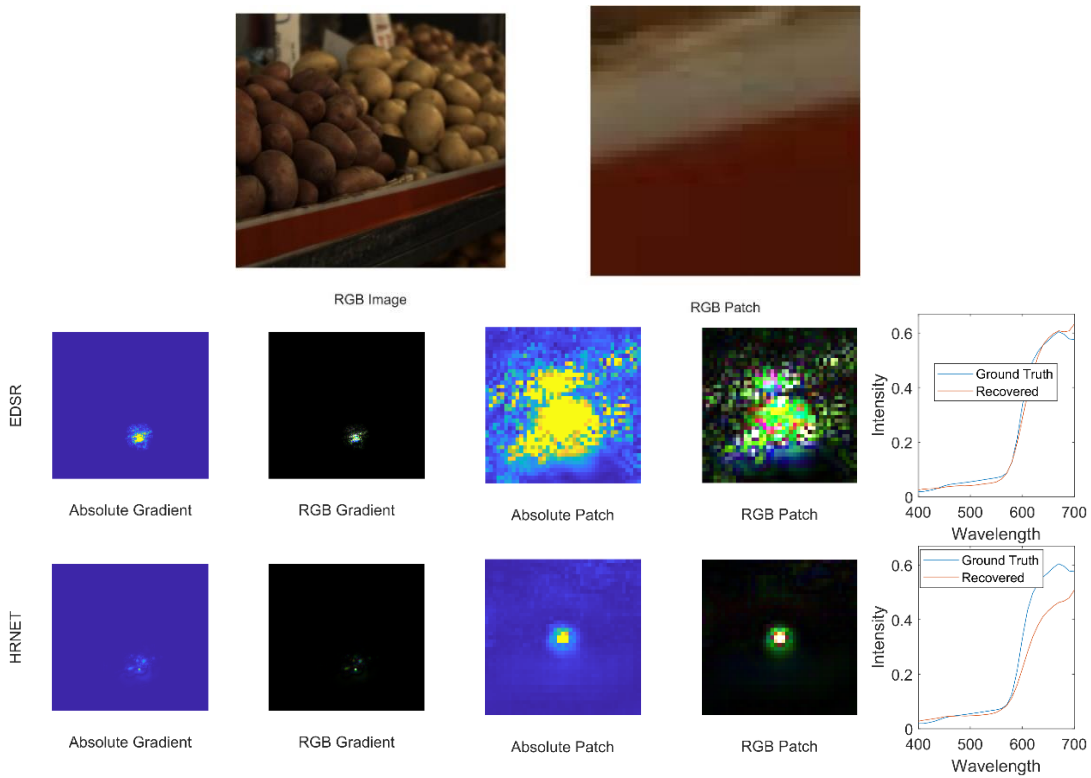 RGB Image
RGB Patch
EDSR
Absolute Gradient
RGB Gradient
Absolute Patch
RGB Patch
Intensity
0.6
0.4
0.2
0
Ground Truth
Recovered
400 500 600 700
Wavelength
HRNET
Absolute Gradient
RGB Gradient
Absolute Patch
RGB Patch
Intensity
0.6
0.4
0.2
0
Ground Truth
Recovered
400 500 600 700
Wavelength